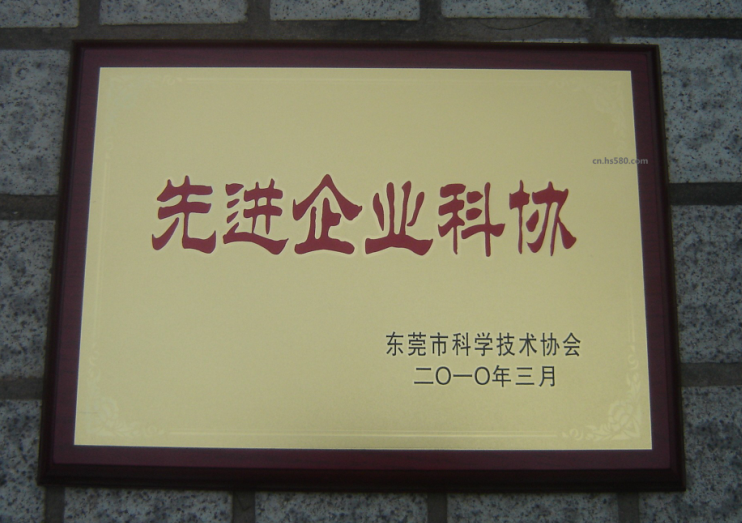 cn.hs580.com
先进企业科协
东莞市科学技术协会
二〇一〇年三月